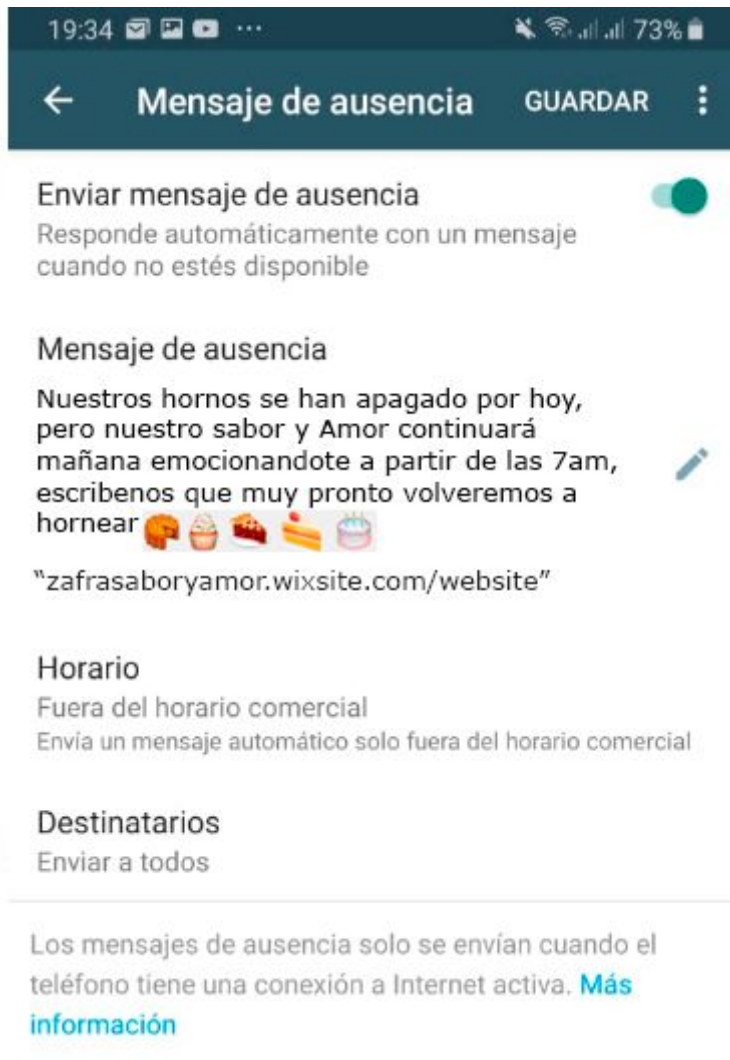 19:34 ... 73%
Mensaje de ausencia GUARDAR
Enviar mensaje de ausencia
Responde automáticamente con un mensaje
cuando no estés disponible
Mensaje de ausencia
Nuestros hornos se han apagado por hoy,
pero nuestro sabor y Amor continuará
mañana emocionandote a partir de las 7am,
escribenos que muy pronto volveremos a
hornear
“zafrasaboryamor.wixsite.com/website”
Horario
Fuera del horario comercial
Envía un mensaje automático solo fuera del horario comercial
Destinatarios
Enviar a todos
Los mensajes de ausencia solo se envían cuando el
teléfono tiene una conexión a Internet activa. Más
información